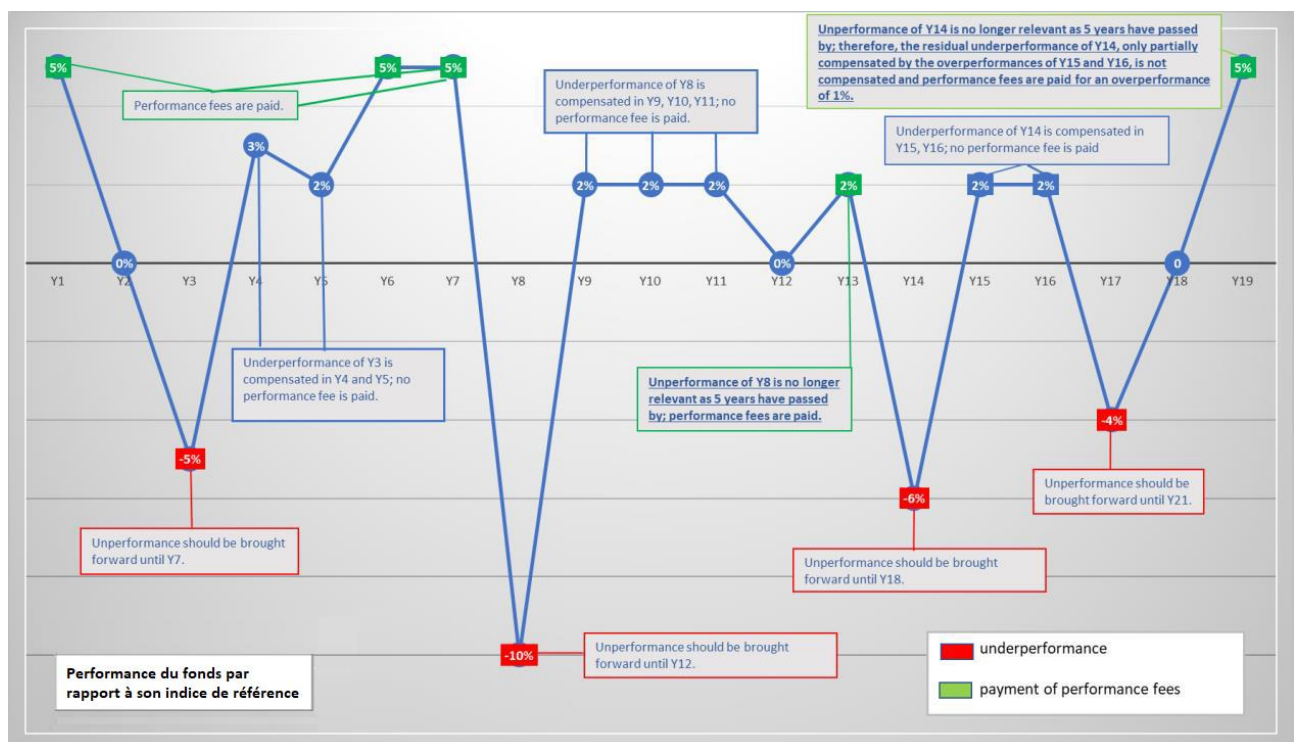 Unperformance of Y14 is no longer relevant as 5 years have passed
by; therefore, the residual underperformance of Y14, only partially
compensated by the overperformances of Y15 and Y16, is not
compensated and performance fees are paid for an overperformance
of 1%.
5%
5%
5%
5%
Performance fees are paid.
Underperformance of Y8 is
compensated in Y9, Y10, Y11; no
performance fee is paid.
Underperformance of Y14 is compensated in
Y15, Y16; no performance fee is paid
3%
2%
2%
2%
2%
2%
2%
2%
0%
0%
0
Y1
Y2
Y3
Y4
Y5
Y6
Y7
Y8
Y9
Y10
Y11
Y12
Y13
Y14
Y15
Y16
Y17
Y18
Y19
Underperformance of Y3 is
compensated in Y4 and Y5; no
performance fee is paid.
Unperformance of Y8 is no longer
relevant as 5 years have passed
by; performance fees are paid.
-4%
-5%
-6%
Unperformance should be
brought forward until Y21.
Unperformance should be brought
forward until Y7.
Unperformance should be brought
forward until Y18.
-10%
Unperformance should be brought
forward until Y12.
Performance du fonds par
rapport à son indice de référence
underperformance
payment of performance fees